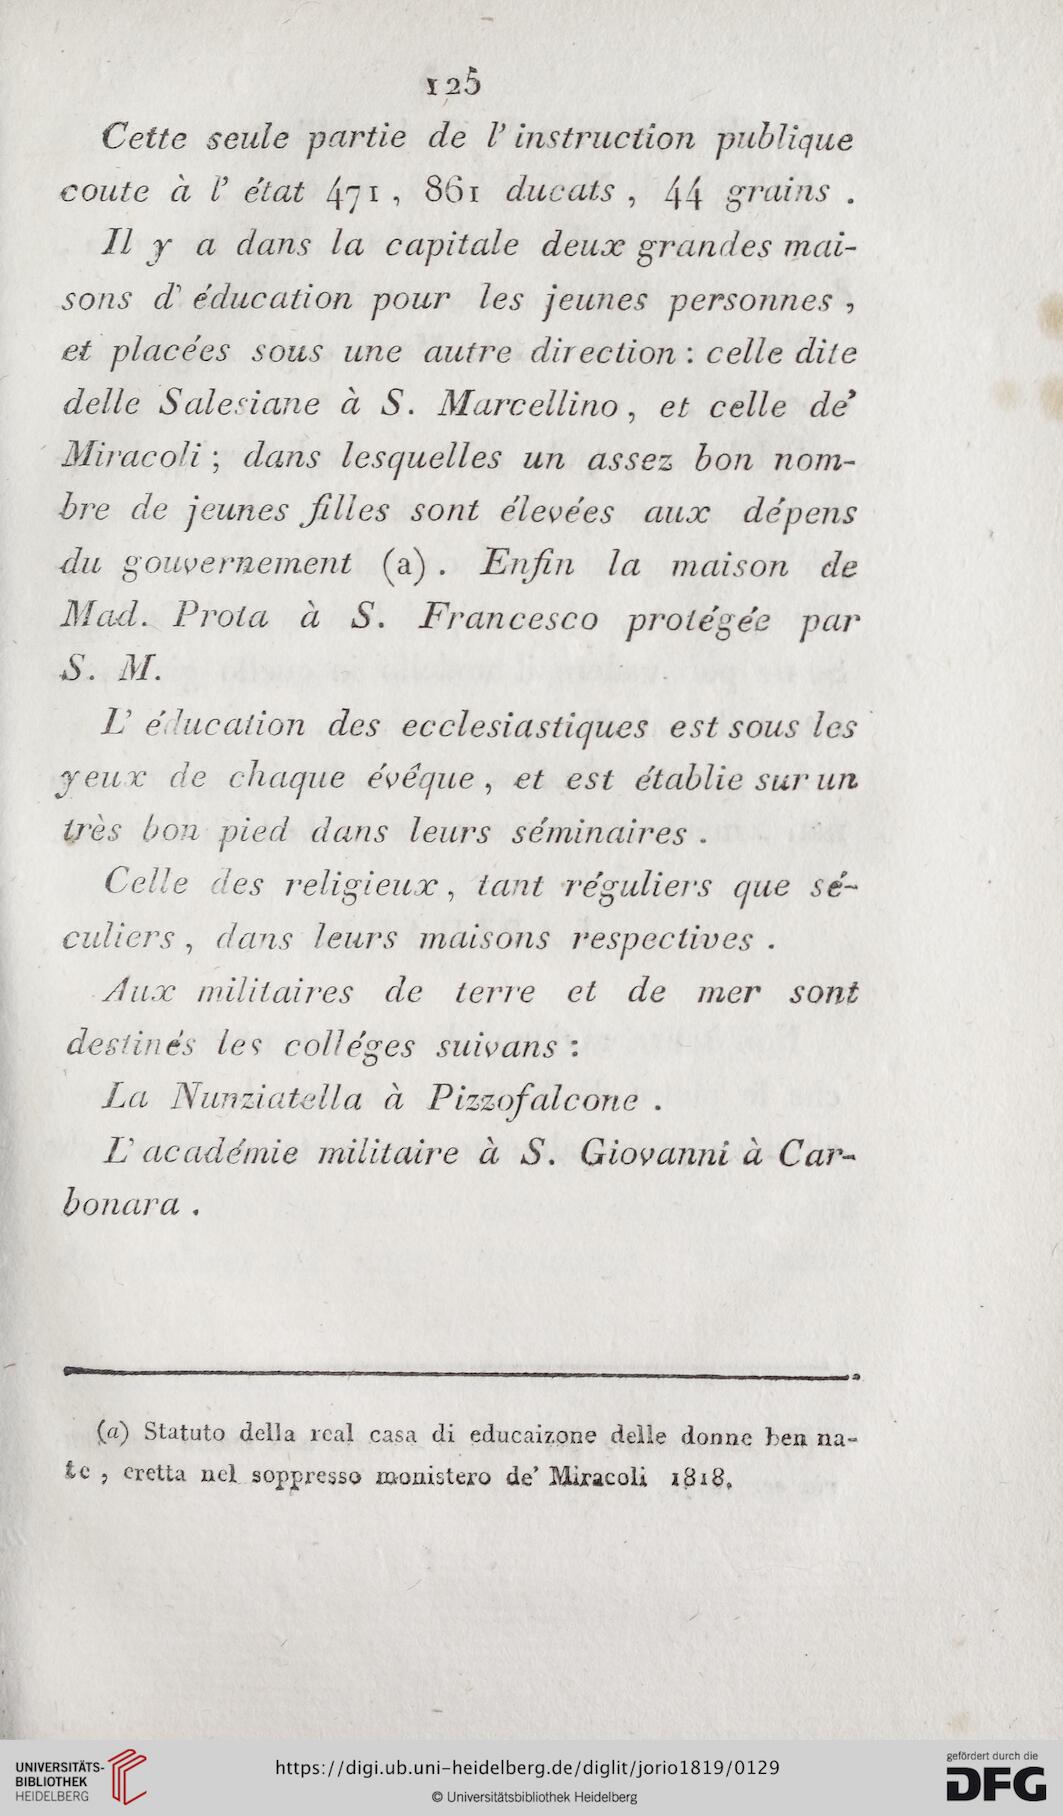 125
Cette seule partie de l' instruction publique
coute à l' état 471, 861 ducats, 44 grains.
Il y a dans la capitale deux grandes mai-
sons d' éducation pour les jeunes personnes,
et placées sous une autre direction: celle dite
delle Salesiane à S. Marcellino, et celle de'
Miracoli; dans lesquelles un assez bon nom-
bre de jeunes filles sont élevées aux dépens
du gouvernement (a). Enfin la maison de
Mad. Prota à S. Francesco protégée par
S. M.
L' éducation des ecclesiastiques est sous les
yeux de chaque évêque, et est établie sur un
très bon pied dans leurs séminaires.
Celle des religieux, tant réguliers que sé-
culiers, dans leurs maisons respectives.
Aux militaires de terre et de mer sont
destinés les colléges suivans:
La Nunziatella à Pizzofalcone.
L' académie militaire à S. Giovanni à Car-
bonara.
(a) Statuto della real casa di educaizone delle donne ben na-
te, eretta nel soppresso monistero de' Miracoli 1818.
UNIVERSITÄTS-
BIBLIOTHEK
HEIDELBERG
https://digi.ub.uni-heidelberg.de/diglit/jorio1819/0129
© Universitätsbibliothek Heidelberg
gefördert durch die
DFG